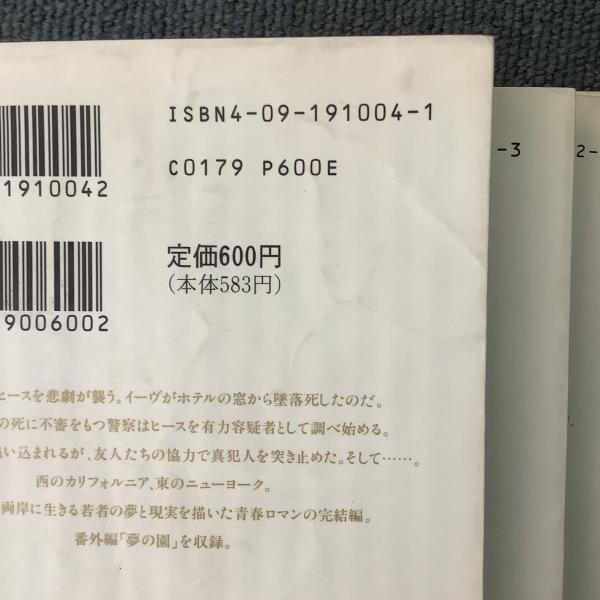 ISBN4-09-191004-1
C0179 P600E
1910042
9006002
定価600円
(本体583円)
-3
2-
ヒースを悲劇が襲う。イーヴがホテルの窓から墜落死したのだ。
の死に不審をもつ警察はヒースを有力容疑者として調べ始める。
い込まれるが、友人たちの協力で真犯人を突き止めた。そして……。
西のカリフォルニア、東のニューヨーク。
両岸に生きる若者の夢と現実を描いた青春ロマンの完結編。
番外編「夢の園」を収録。